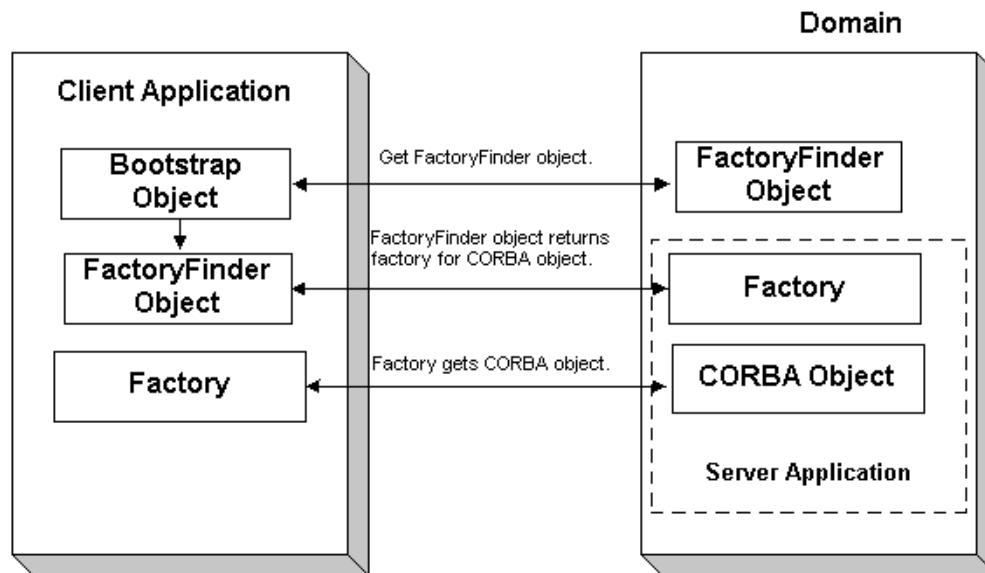 Domain
Client Application
Bootstrap
Object
Get FactoryFinder object.
FactoryFinder
Object
FactoryFinder object returns
factory for CORBA object.
FactoryFinder
Object
Factory
Factory gets CORBA object.
Factory
CORBA Object
Server Application